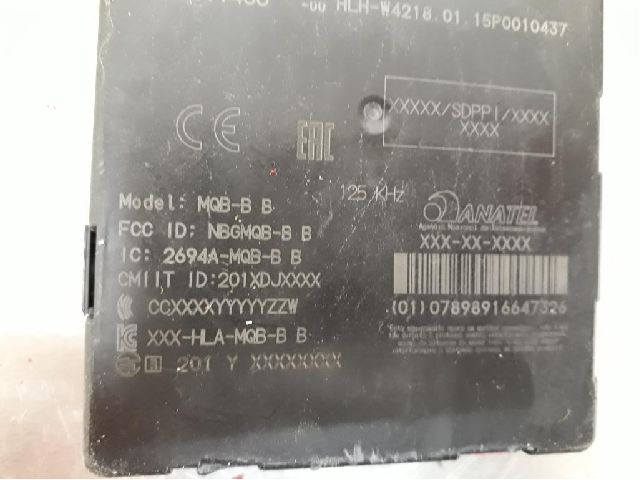 -00 HLH-W4218.01.15P0010437
CE
EAC
XXXXX/SDPPI/XXXX
XXXX
125 KHz
Model: MQB-B B
FCC ID: NBGMQB-B B
IC: 2694A-MQB-B B
CMIIT ID:201XDJXXXX
CCXXXXYYYYYZZW
XXX-HLA-MQB-B B
201 Y XXXXXXXX
ANATEL
XXX-XX-XXXX
(01)07898916647326